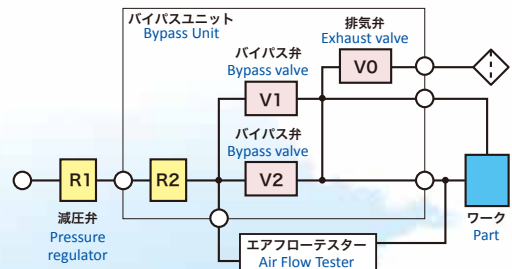 バイパスユニット
Bypass Unit
排気弁
Exhaust valve
V0
バイパス弁
Bypass valve
V1
バイパス弁
Bypass valve
V2
R1
R2
減圧弁
Pressure
regulator
ワーク
Part
エアフローテスター
Air Flow Tester